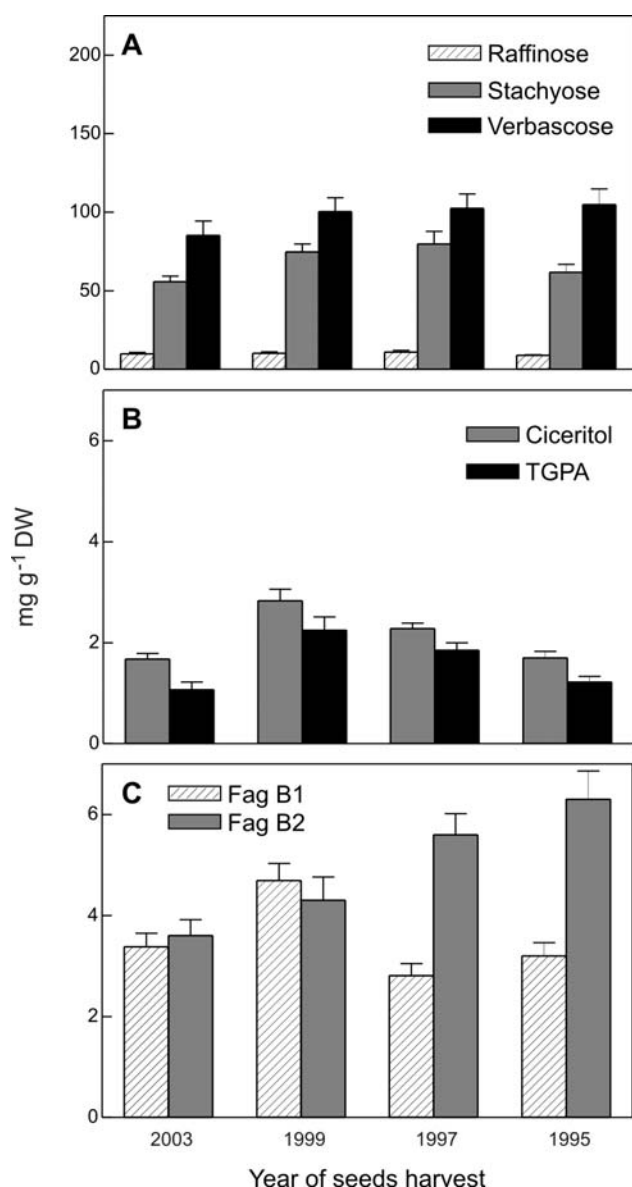 A
Raffinose
Stachyose
Verbascose
200
150
100
50
0
B
Ciceritol
TGPA
6
4
2
0
mg g⁻¹ DW
C
Fag B1
Fag B2
6
4
2
0
2003 1999 1997 1995
Year of seeds harvest